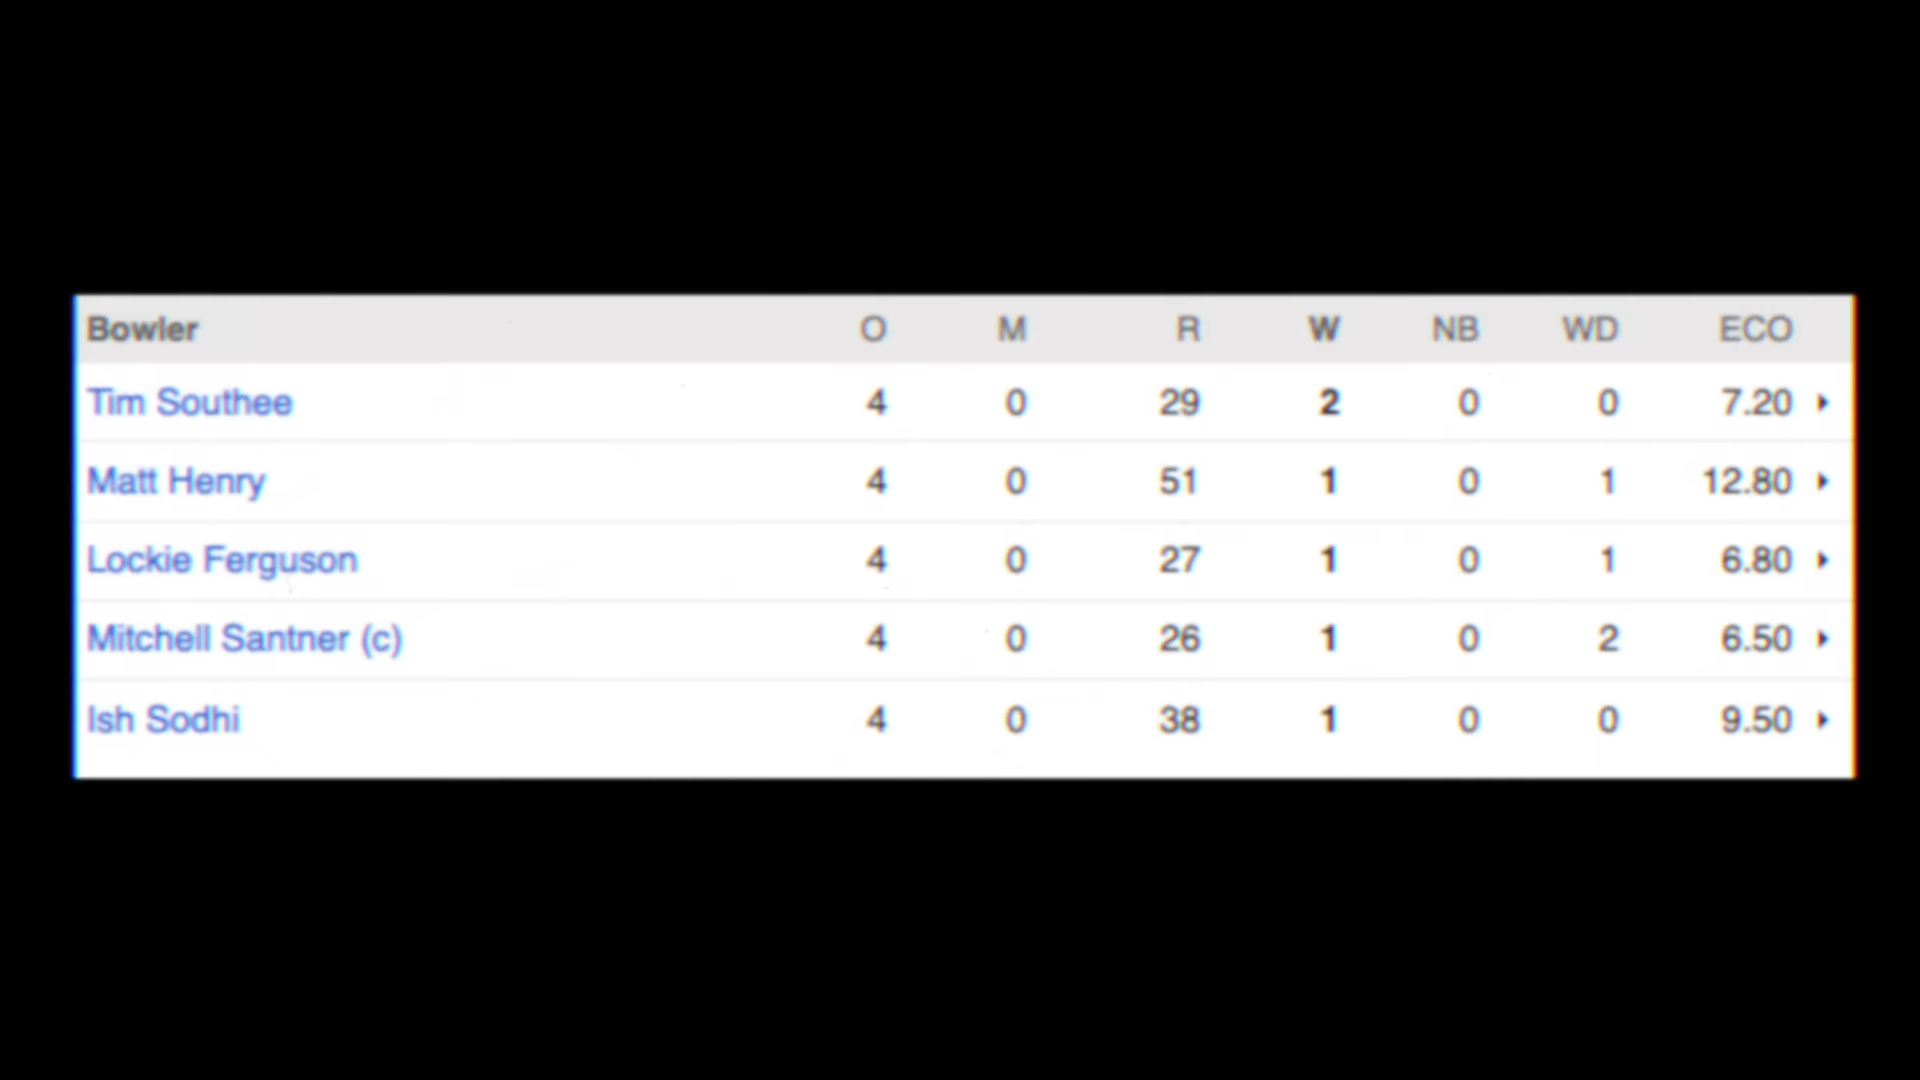 Bowler O M R W NB WD ECO
Tim Southee 4 0 29 2 0 0 7.20
Matt Henry 4 0 51 1 0 1 12.80
Lockie Ferguson 4 0 27 1 0 1 6.80
Mitchell Santner (c) 4 0 26 1 0 2 6.50
Ish Sodhi 4 0 38 1 0 0 9.50